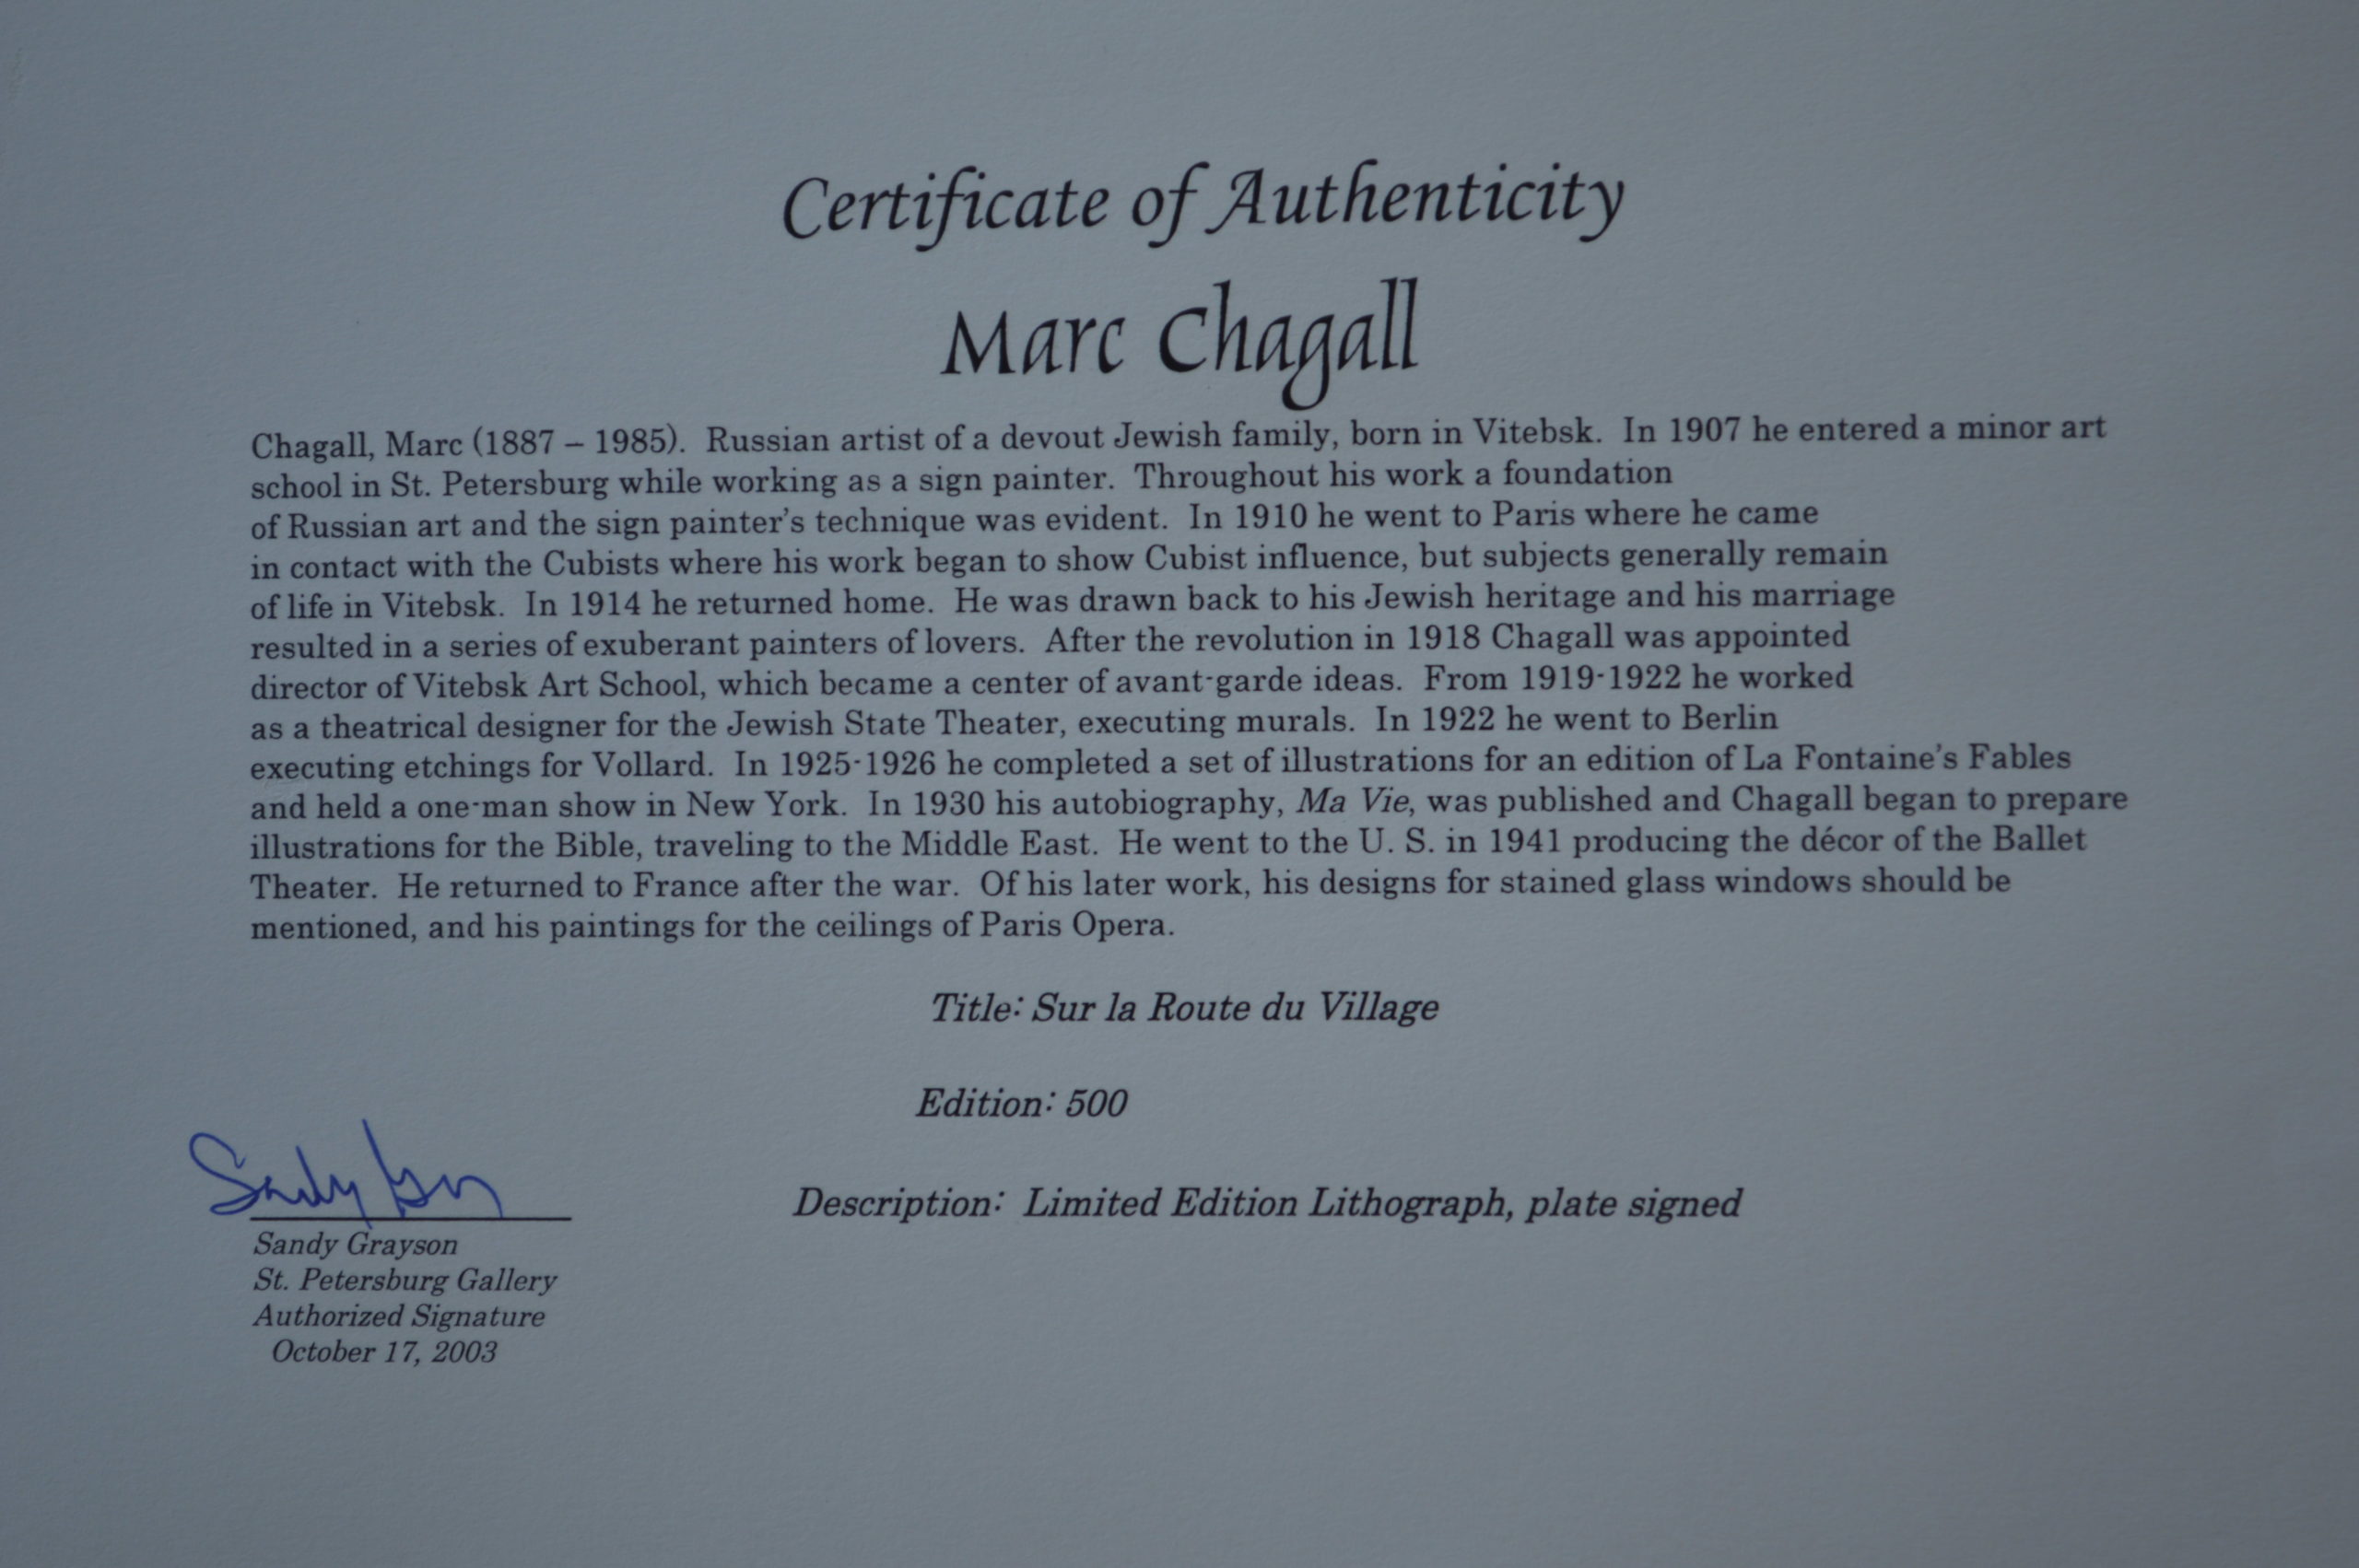 Certificate of Authenticity
Marc Chagall
Chagall, Marc (1887 – 1985). Russian artist of a devout Jewish family, born in Vitebsk. In 1907 he entered a minor art
school in St. Petersburg while working as a sign painter. Throughout his work a foundation
of Russian art and the sign painter's technique was evident. In 1910 he went to Paris where he came
in contact with the Cubists where his work began to show Cubist influence, but subjects generally remain
of life in Vitebsk. In 1914 he returned home. He was drawn back to his Jewish heritage and his marriage
resulted in a series of exuberant painters of lovers. After the revolution in 1918 Chagall was appointed
director of Vitebsk Art School, which became a center of avant-garde ideas. From 1919-1922 he worked
as a theatrical designer for the Jewish State Theater, executing murals. In 1922 he went to Berlin
executing etchings for Vollard. In 1925-1926 he completed a set of illustrations for an edition of La Fontaine's Fables
and held a one-man show in New York. In 1930 his autobiography, Ma Vie, was published and Chagall began to prepare
illustrations for the Bible, traveling to the Middle East. He went to the U. S. in 1941 producing the décor of the Ballet
Theater. He returned to France after the war. Of his later work, his designs for stained glass windows should be
mentioned, and his paintings for the ceilings of Paris Opera.
Title: Sur la Route du Village
Edition: 500
Description: Limited Edition Lithograph, plate signed
Sandy Grayson
St. Petersburg Gallery
Authorized Signature
October 17, 2003